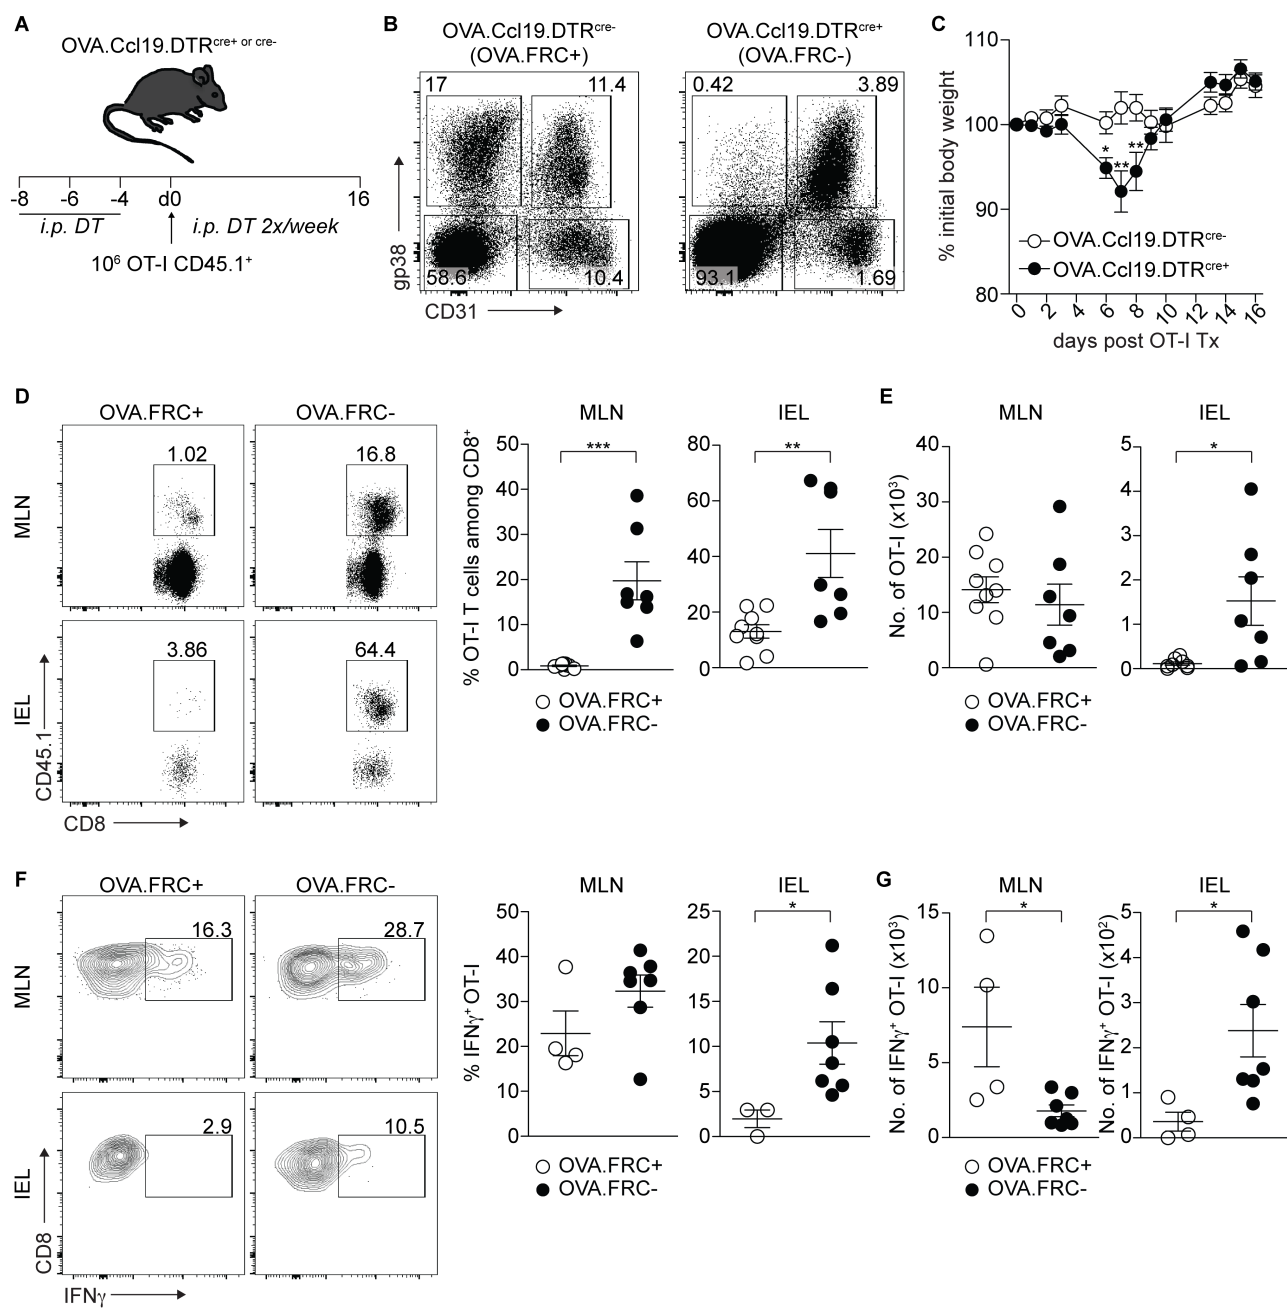 A
OVA.Ccl19.DTRcre+ or cre-
-8 -6 -4 d0 16
i.p. DT i.p. DT 2x/week
10⁶ OT-I CD45.1⁺
B
OVA.Ccl19.DTRcre-
(OVA.FRC+)
OVA.Ccl19.DTRcre+
(OVA.FRC-)
17 11.4
58.6 10.4
0.42 3.89
93.1 1.69
gp38
CD31
C
% initial body weight
110
100
90
80
* ** **
OVA.Ccl19.DTRcre-
OVA.Ccl19.DTRcre+
0 2 4 6 8 10 12 14 16
days post OT-I Tx
D
OVA.FRC+ OVA.FRC-
MLN
1.02 16.8
IEL
3.86 64.4
CD45.1
CD8
% OT-I T cells among CD8⁺
MLN
***
50
40
30
20
10
0
IEL
**
80
60
40
20
0
OVA.FRC+
OVA.FRC-
E
No. of OT-I (x10³)
MLN
40
30
20
10
0
IEL
*
5
4
3
2
1
0
OVA.FRC+
OVA.FRC-
F
OVA.FRC+ OVA.FRC-
MLN
16.3 28.7
IEL
2.9 10.5
CD8
IFNγ
% IFNγ⁺ OT-I
MLN
50
40
30
20
10
0
IEL
*
25
20
15
10
5
0
OVA.FRC+
OVA.FRC-
G
No. of IFNγ⁺ OT-I (x10³)
MLN
*
15
10
5
0
No. of IFNγ⁺ OT-I (x10²)
IEL
*
5
4
3
2
1
0
OVA.FRC+
OVA.FRC-